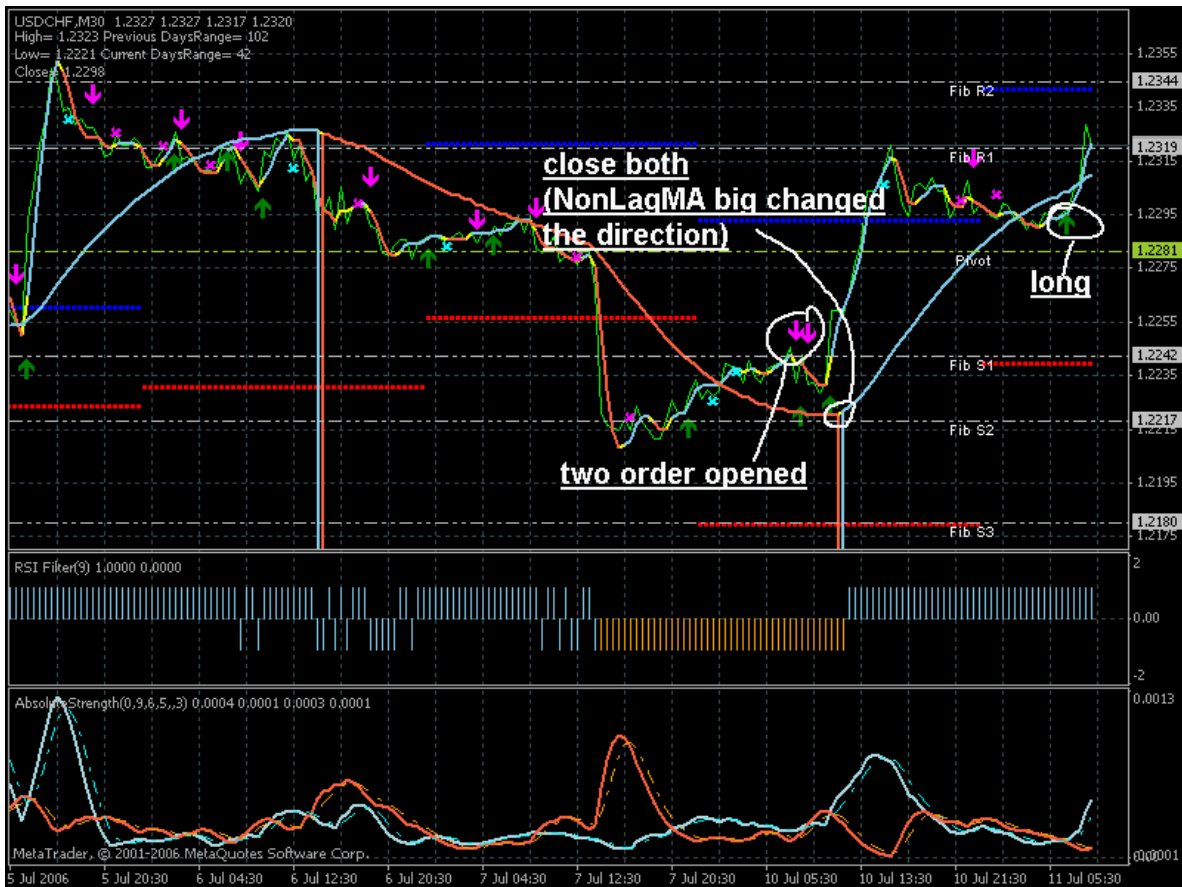 USDCHF,M30 1.2327 1.2327 1.2317 1.2320
High= 1.2323 Previous DaysRange= 102
Low= 1.2221 Current DaysRange= 42
Close= 1.2298
1.2355
1.2344
Fib R2
1.2335
1.2319
Fib R1
1.2315
close both
(NonLagMA big changed
the direction)
1.2295
1.2281
Pivot
1.2275
long
1.2255
1.2242
Fib S1
1.2235
1.2217
1.2215
Fib S2
two order opened
1.2195
1.2180
Fib S3
1.2175
RSI Filter(9) 1.0000 0.0000
2
0.00
-2
AbsoluteStrength(0,9,6,5,,3) 0.0004 0.0001 0.0003 0.0001
0.0013
MetaTrader, © 2001-2006 MetaQuotes Software Corp.
5 Jul 2006 5 Jul 20:30 6 Jul 04:30 6 Jul 12:30 6 Jul 20:30 7 Jul 04:30 7 Jul 12:30 7 Jul 20:30 10 Jul 05:30 10 Jul 13:30 10 Jul 21:30 11 Jul 05:30